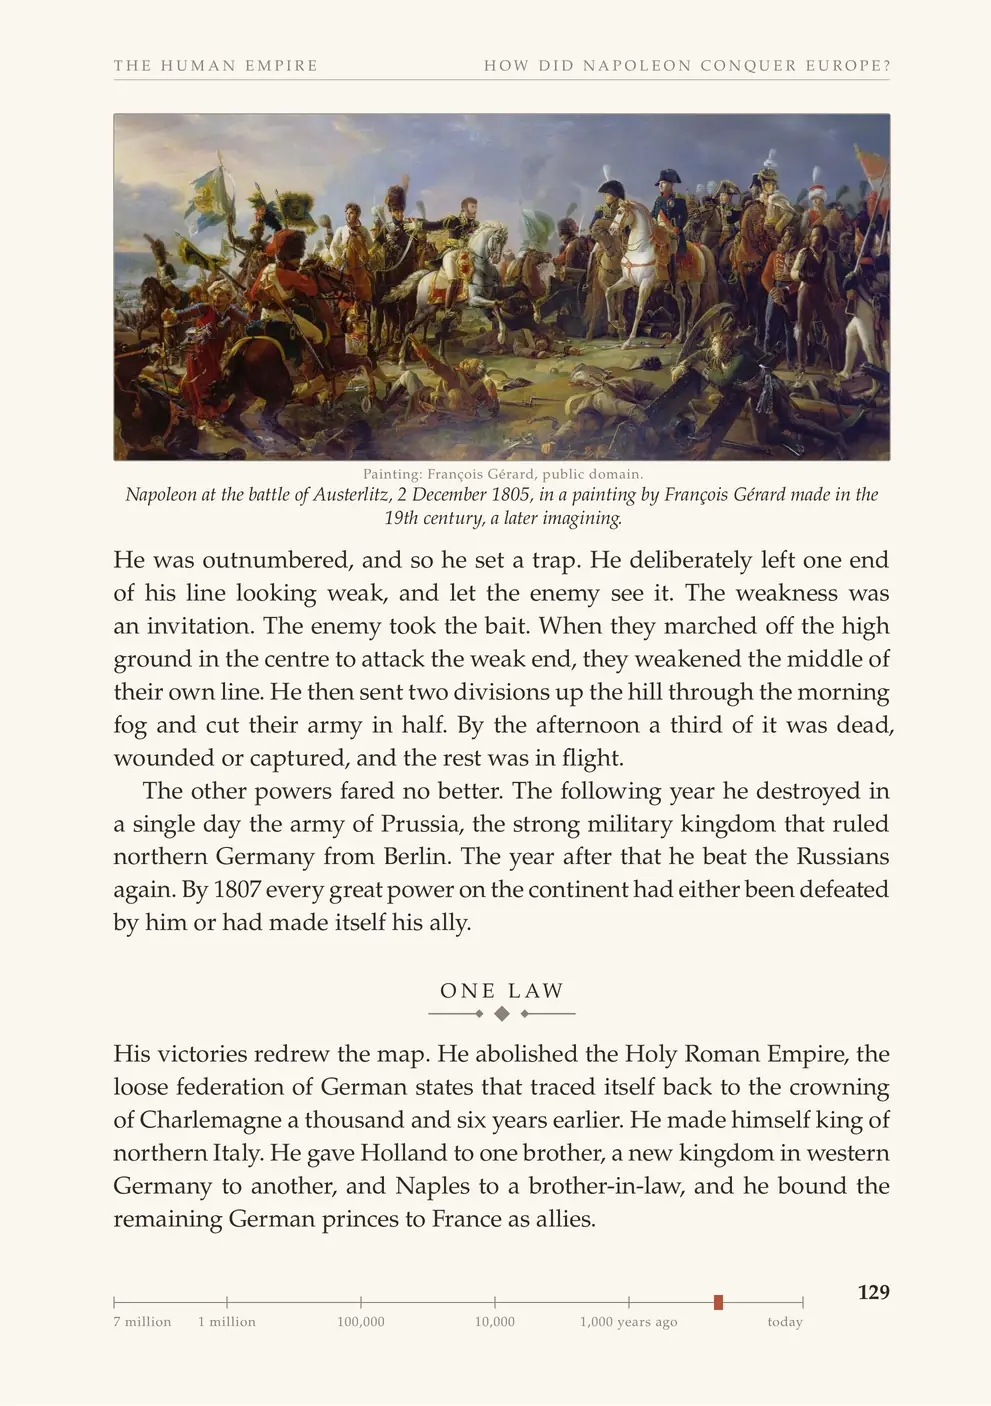 THE HUMAN EMPIRE
HOW DID NAPOLEON CONQUER EUROPE?
Painting: François Gérard, public domain.
Napoleon at the battle of Austerlitz, 2 December 1805, in a painting by François Gérard made in the
19th century, a later imagining.
He was outnumbered, and so he set a trap. He deliberately left one end
of his line looking weak, and let the enemy see it. The weakness was
an invitation. The enemy took the bait. When they marched off the high
ground in the centre to attack the weak end, they weakened the middle of
their own line. He then sent two divisions up the hill through the morning
fog and cut their army in half. By the afternoon a third of it was dead,
wounded or captured, and the rest was in flight.
The other powers fared no better. The following year he destroyed in
a single day the army of Prussia, the strong military kingdom that ruled
northern Germany from Berlin. The year after that he beat the Russians
again. By 1807 every great power on the continent had either been defeated
by him or had made itself his ally.
ONE LAW
His victories redrew the map. He abolished the Holy Roman Empire, the
loose federation of German states that traced itself back to the crowning
of Charlemagne a thousand and six years earlier. He made himself king of
northern Italy. He gave Holland to one brother, a new kingdom in western
Germany to another, and Naples to a brother-in-law, and he bound the
remaining German princes to France as allies.
129
7 million 1 million 100,000 10,000 1,000 years ago today